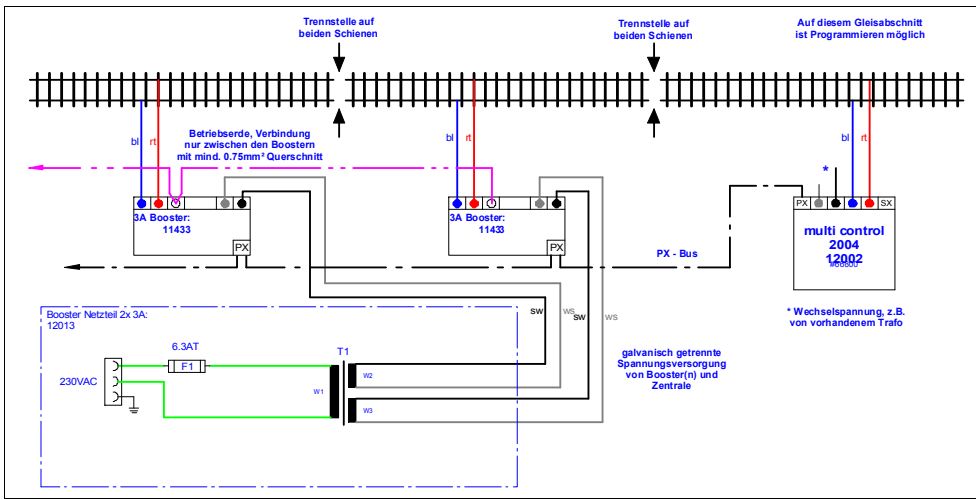 Trennstelle auf
beiden Schienen
Trennstelle auf
beiden Schienen
Auf diesem Gleisabschnitt
ist Programmieren möglich
bl
rt
Betriebserde, Verbindung
nur zwischen den Boostern
mit mind. 0.75mm² Querschnitt
bl
rt
bl
rt
*
3A Booster:
11433
PX
3A Booster:
11433
PX
PX
SX
multi control
2004
12002
#66600
PX - Bus
* Wechselspannung, z.B.
von vorhandenem Trafo
Booster Netzteil 2x 3A:
12013
sw
ws
sw
ws
6.3AT
F1
T1
230VAC
W1
W2
W3
galvanisch getrennte
Spannungsversorgung
von Booster(n) und
Zentrale